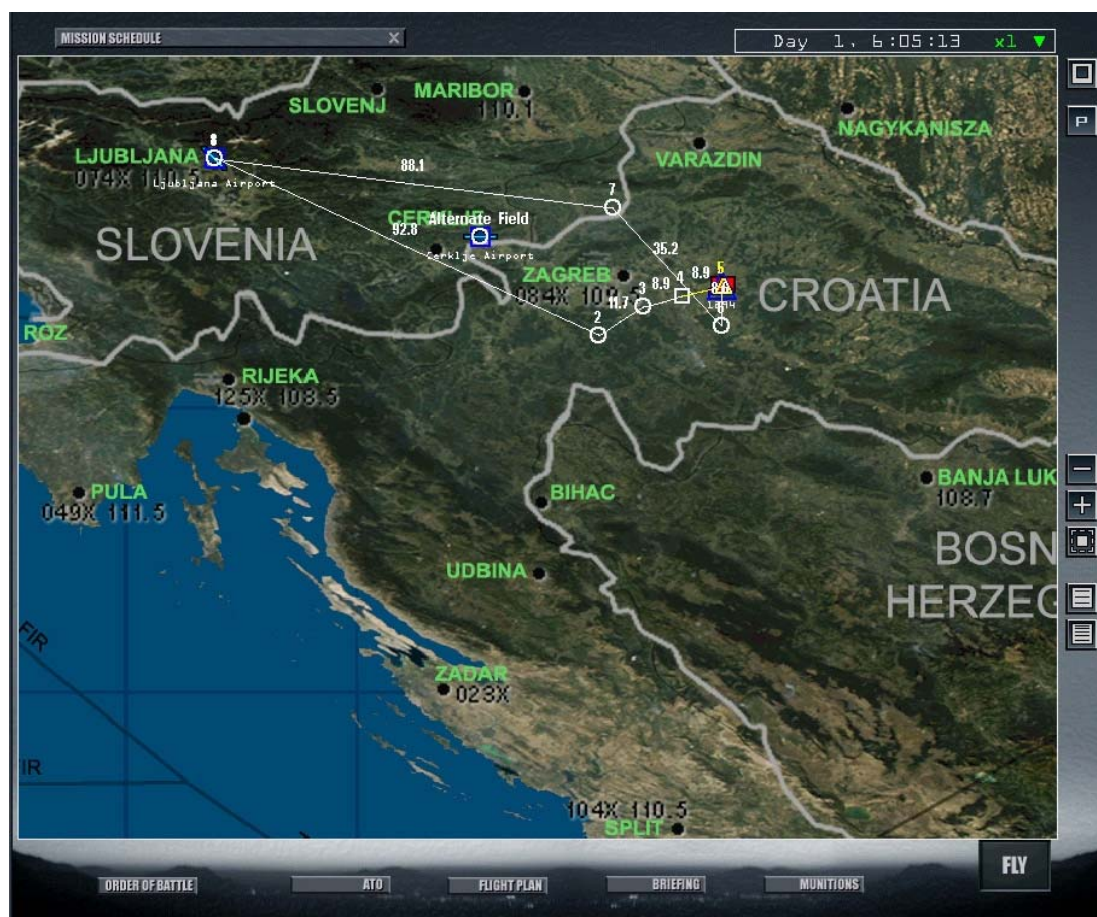 MISSION SCHEDULE
X
Day 1, 6:05:13 x1
P
SLOVENJ
MARIBOR
110.1
NAGYKANISZA
VARAZDIN
8
LJUBLJANA
074X 110.5
Ljubljana Airport
88.1
7
CERKLJE
Alternate Field
Cerklje Airport
92.8
SLOVENIA
35.2
ZAGREB
084X
3
8.9
4
8.9
5
11.7
2
6
CROATIA
ROZ
RIJEKA
125X 108.5
PULA
049X 111.5
BIHAC
BANJA LUK
108.7
BOSN
HERZEG
UDBINA
FIR
ZADAR
023X
IR
104X 110.5
SPLIT
FLY
ORDER OF BATTLE
ATO
FLIGHT PLAN
BRIEFING
MUNITIONS